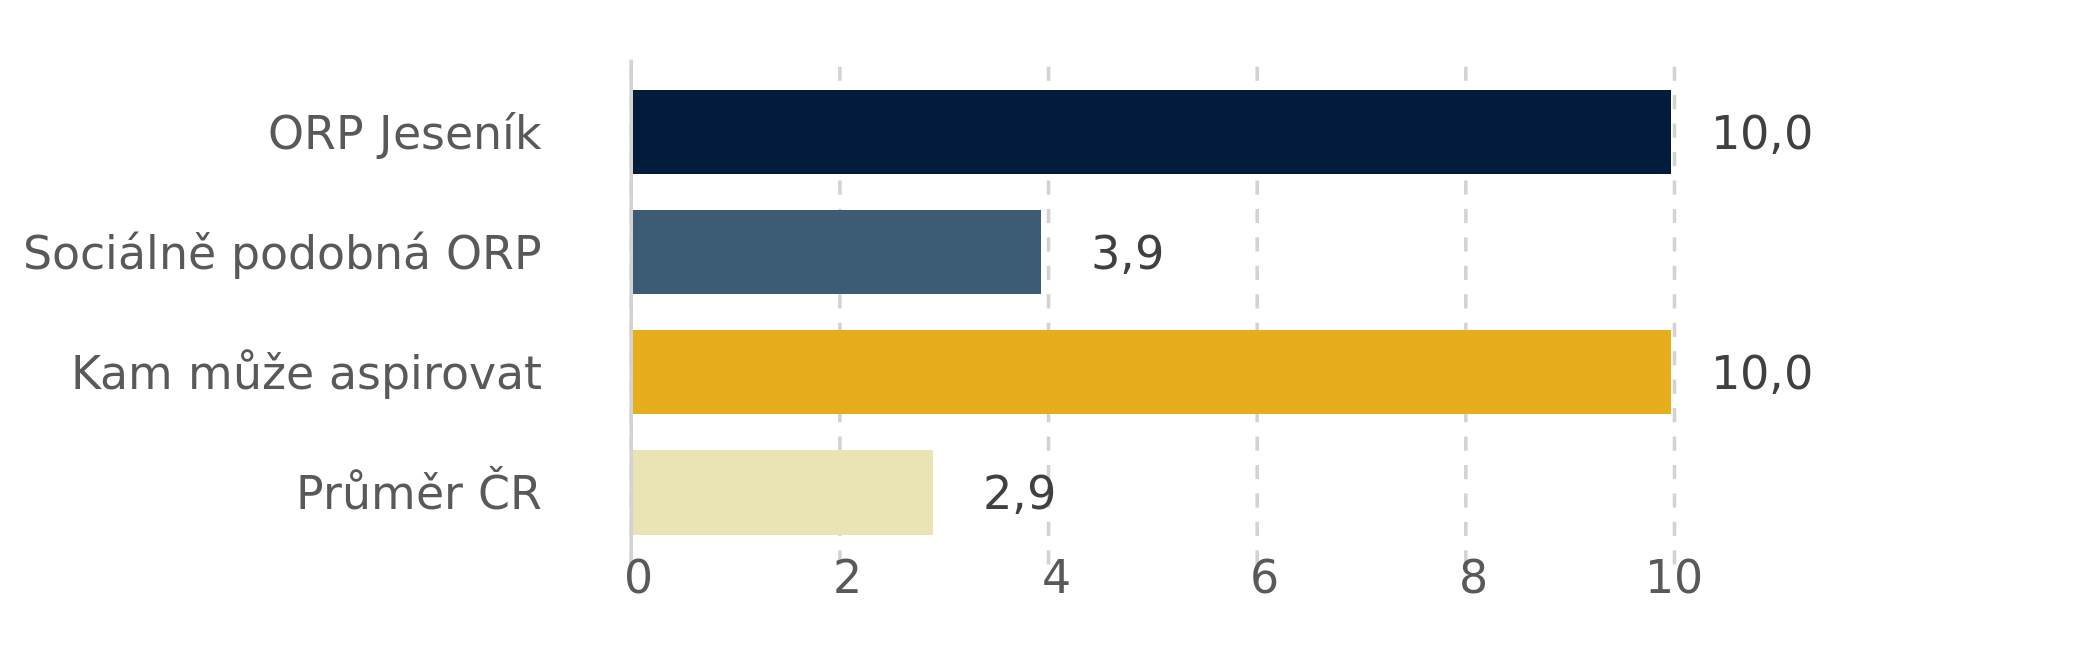 ORP Jeseník 10,0
Sociálně podobná ORP 3,9
Kam může aspirovat 10,0
Průměr ČR 2,9
0 2 4 6 8 10